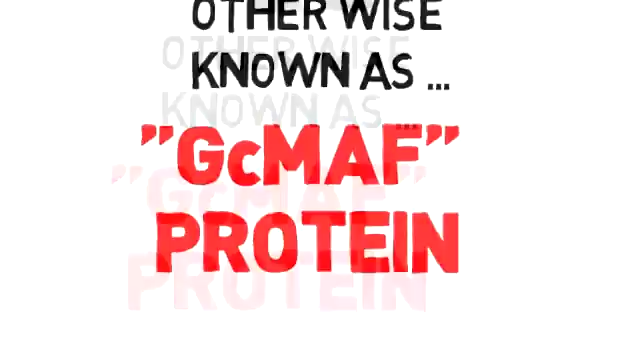 OTHER WISE
KNOWN AS ...
"GcMAF"
PROTEIN